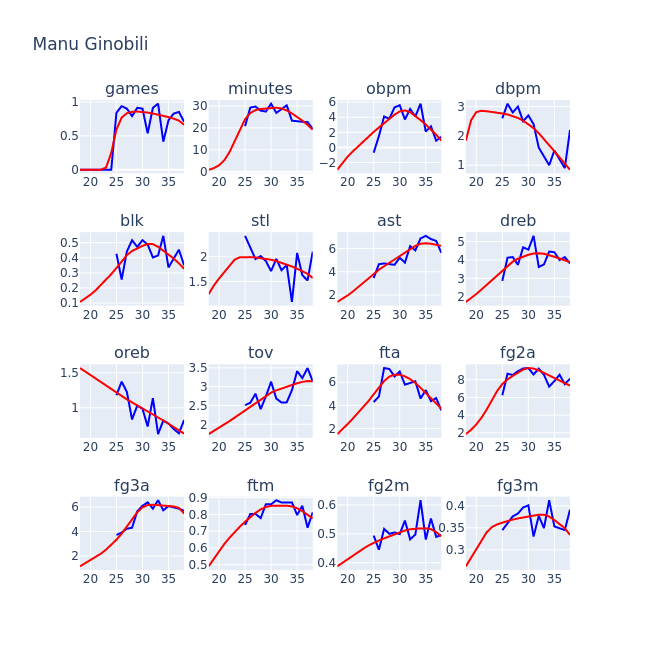 Manu Ginobili
games minutes obpm dbpm
1 0.5 0 20 25 30 35
30 20 10 0 20 25 30 35
6 4 2 0 −2 20 25 30 35
3 2 1 20 25 30 35
blk stl ast dreb
0.5 0.4 0.3 0.2 0.1 20 25 30 35
2 1.5 20 25 30 35
6 4 2 20 25 30 35
5 4 3 2 20 25 30 35
oreb tov fta fg2a
1.5 1 20 25 30 35
3.5 3 2.5 2 20 25 30 35
6 4 2 20 25 30 35
8 6 4 2 20 25 30 35
fg3a ftm fg2m fg3m
6 4 2 20 25 30 35
0.9 0.8 0.7 0.6 0.5 20 25 30 35
0.6 0.5 0.4 20 25 30 35
0.4 0.35 0.3 20 25 30 35